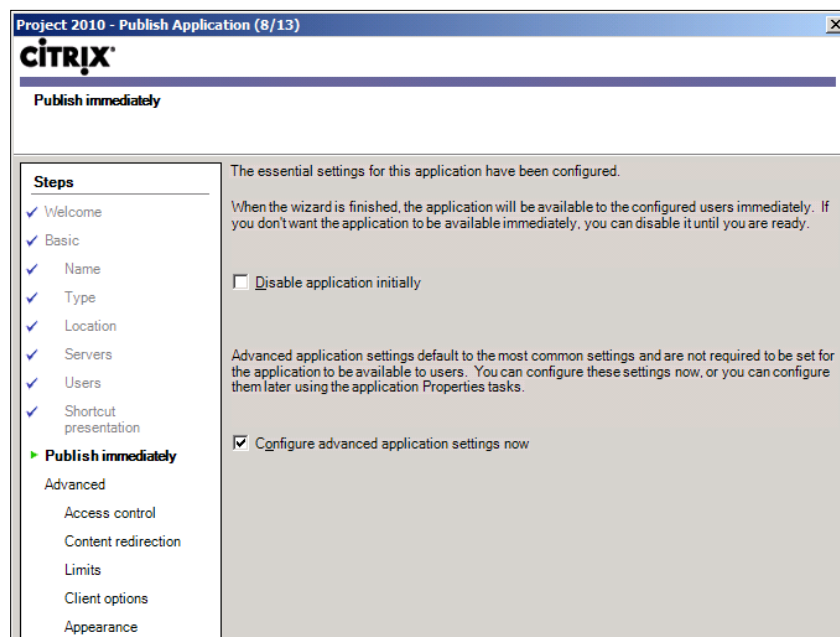 Project 2010 - Publish Application (8/13)
CITRIX®
Publish immediately
Steps
Welcome
Basic
Name
Type
Location
Servers
Users
Shortcut
presentation
Publish immediately
Advanced
Access control
Content redirection
Limits
Client options
Appearance
The essential settings for this application have been configured.
When the wizard is finished, the application will be available to the configured users immediately. If
you don't want the application to be available immediately, you can disable it until you are ready.
Disable application initially
Advanced application settings default to the most common settings and are not required to be set for
the application to be available to users. You can configure these settings now, or you can configure
them later using the application Properties tasks.
Configure advanced application settings now